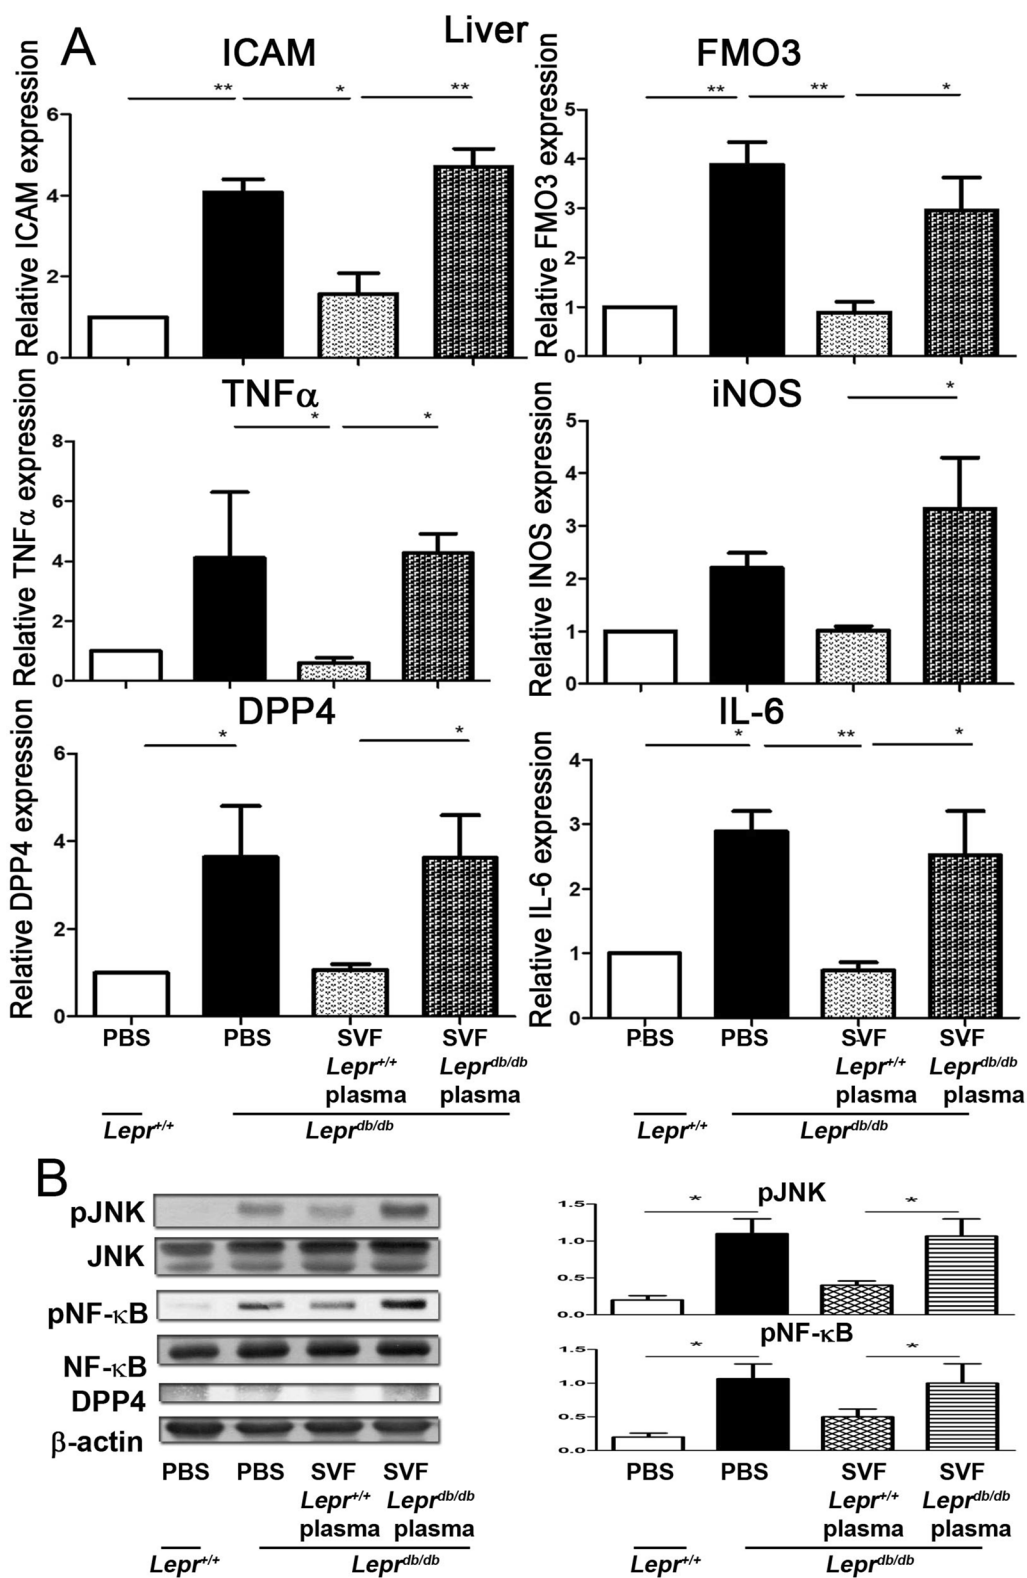 A
Liver
ICAM
FMO3
** * **
** ** *
Relative ICAM expression
6
4
2
0
Relative FMO3 expression
5
4
3
2
1
0
TNFα
iNOS
* *
*
Relative TNFα expression
8
6
4
2
0
Relative INOS expression
5
4
3
2
1
0
DPP4
IL-6
* *
* ** *
Relative DPP4 expression
6
4
2
0
Relative IL-6 expression
4
3
2
1
0
PBS PBS SVF SVF
Lepr+/+ Leprdb/db
plasma plasma
Lepr+/+ Leprdb/db
PBS PBS SVF SVF
Lepr+/+ Leprdb/db
plasma plasma
Lepr+/+ Leprdb/db
B
pJNK
JNK
pNF-κB
NF-κB
DPP4
β-actin
PBS PBS SVF SVF
Lepr+/+ Leprdb/db
plasma plasma
Lepr+/+ Leprdb/db
pJNK
* *
1.5
1.0
0.5
0.0
pNF-κB
* *
1.5
1.0
0.5
0.0
PBS PBS SVF SVF
Lepr+/+ Leprdb/db
plasma plasma
Lepr+/+ Leprdb/db